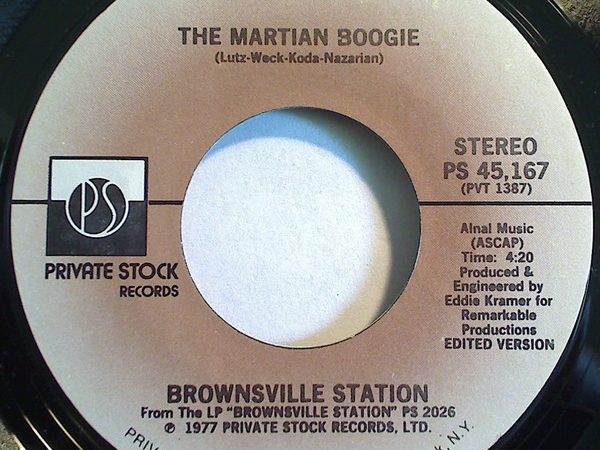 THE MARTIAN BOOGIE
(Lutz-Weck-Koda-Nazarian)
STEREO
PS 45,167
(PVT 1387)
PS
PRIVATE STOCK
RECORDS
Alnal Music
(ASCAP)
Time: 4:20
Produced &
Engineered by
Eddie Kramer for
Remarkable
Productions
EDITED VERSION
BROWNSVILLE STATION
From The LP "BROWNSVILLE STATION" PS 2026
℗ 1977 PRIVATE STOCK RECORDS, LTD.
N.Y.